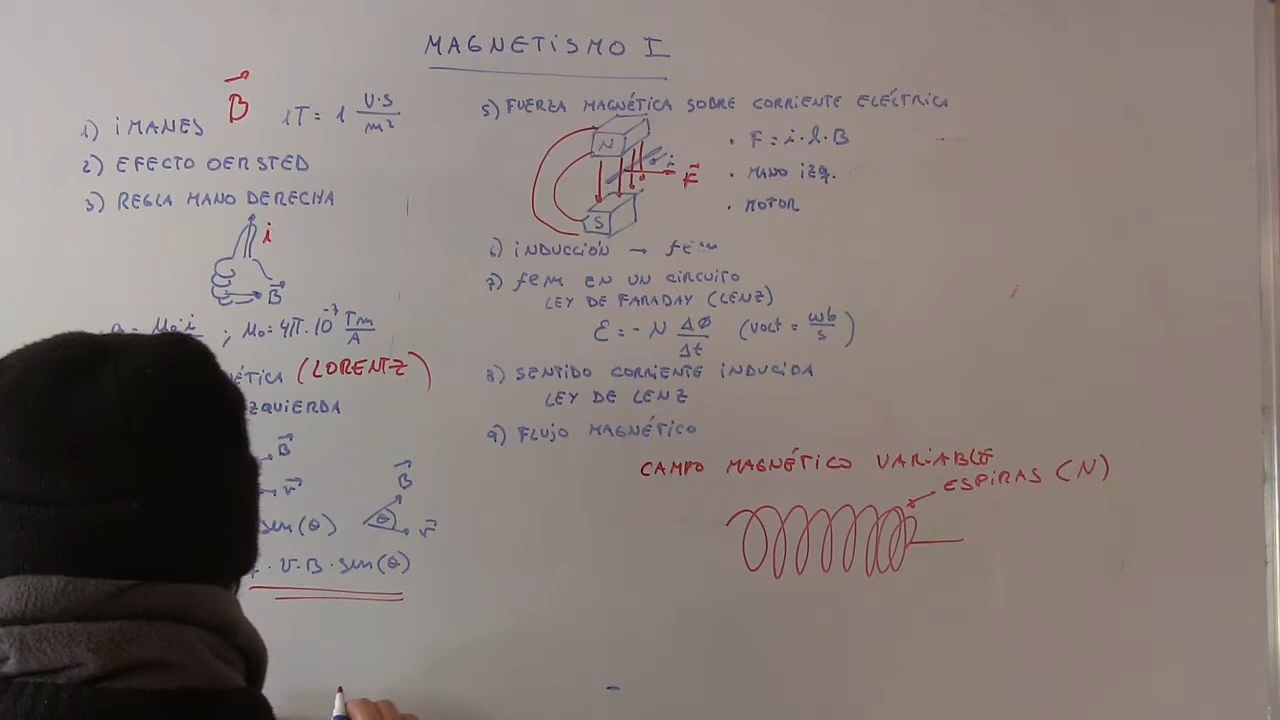 MAGNETISMO I
1) iMANES B⃗ 1T = 1 V·s/m²
2) EFECTO OERSTED
3) REGLA MANO DERECHA
i
B⃗
μ₀·i ; μ₀ = 4π·10⁻⁷ Tm/A
ÉTICA (LORENTZ)
ZQUIERDA
B⃗
v⃗
sen(θ) θ B⃗ v⃗
· v·B·sen(θ)
5) FUERZA MAGNÉTICA SOBRE CORRIENTE ELÉCTRICA
N
S
i
F⃗
· F = i·l·B
· MANO iZQ.
· MOTOR
6) iNDUCCIÓN → fem
7) fEM EN UN CIRCUITO
LEY DE FARADAY (LENZ)
Ɛ = - N ΔΦ/Δt (VOLT = Wb/s)
8) SENTIDO CORRIENTE iNDUCIDA
LEY DE LENZ
9) FLUJO MAGNÉTICO
CAMPO MAGNÉTICO VARIABLE
ESPIRAS (N)